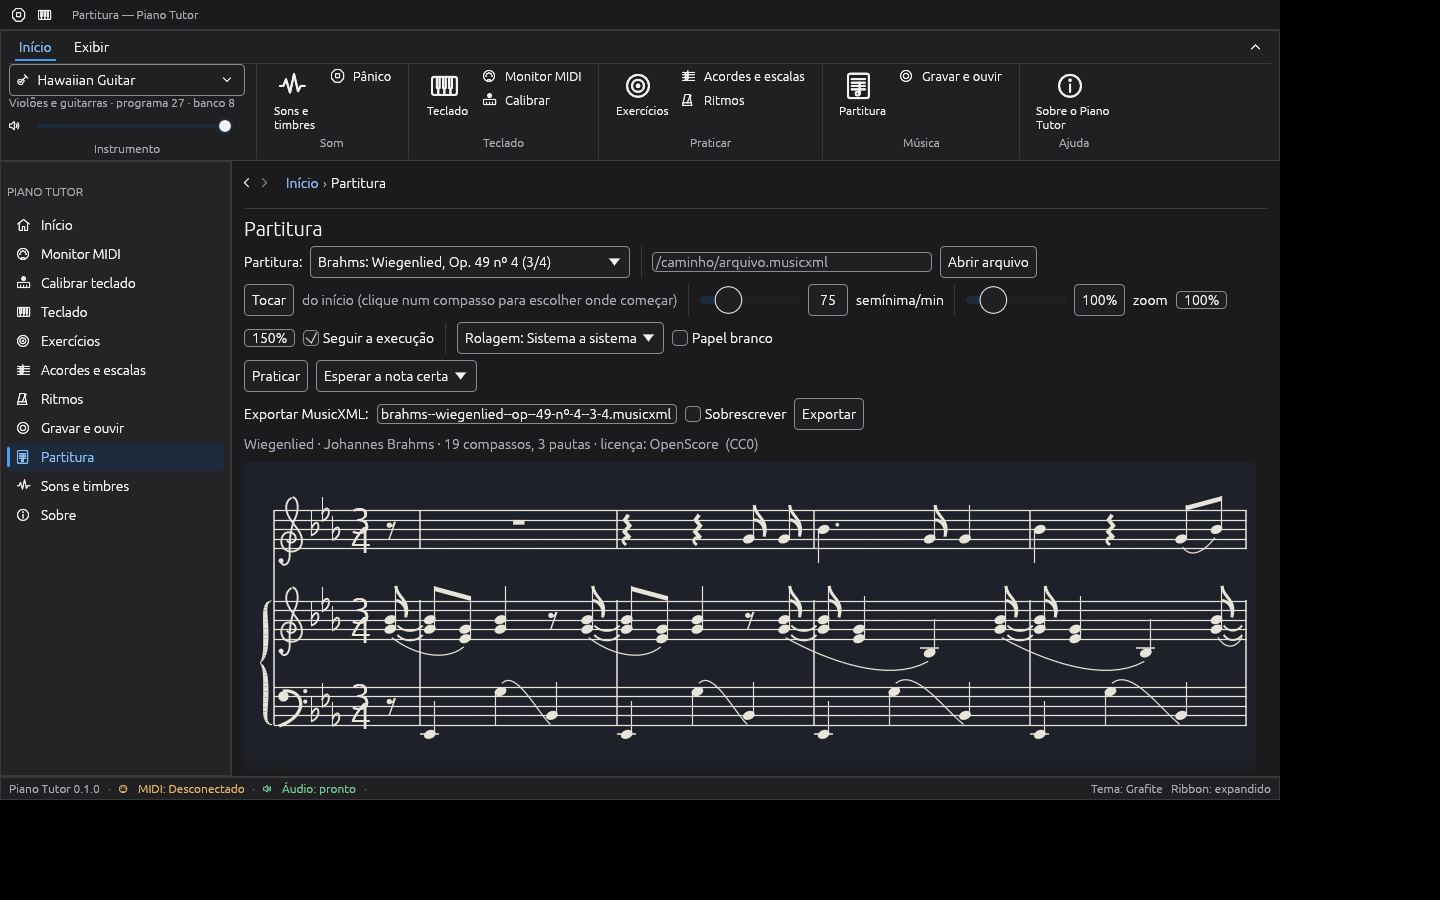 Partitura — Piano Tutor
Início Exibir
Hawaiian Guitar
Violões e guitarras · programa 27 · banco 8
Instrumento
Sons e timbres
Pânico
Som
Teclado
Monitor MIDI
Calibrar
Teclado
Exercícios
Acordes e escalas
Ritmos
Praticar
Partitura
Gravar e ouvir
Música
Sobre o Piano Tutor
Ajuda
PIANO TUTOR
Início
Monitor MIDI
Calibrar teclado
Teclado
Exercícios
Acordes e escalas
Ritmos
Gravar e ouvir
Partitura
Sons e timbres
Sobre
Início › Partitura
Partitura
Partitura: Brahms: Wiegenlied, Op. 49 nº 4 (3/4) /caminho/arquivo.musicxml Abrir arquivo
Tocar do início (clique num compasso para escolher onde começar) 75 semínima/min 100% zoom 100%
150% Seguir a execução Rolagem: Sistema a sistema Papel branco
Praticar Esperar a nota certa
Exportar MusicXML: brahms--wiegenlied--op--49-nº-4--3-4.musicxml Sobrescrever Exportar
Wiegenlied · Johannes Brahms · 19 compassos, 3 pautas · licença: OpenScore (CC0)
3
4
3
4
3
4
Piano Tutor 0.1.0 · MIDI: Desconectado · Áudio: pronto ·
Tema: Grafite Ribbon: expandido